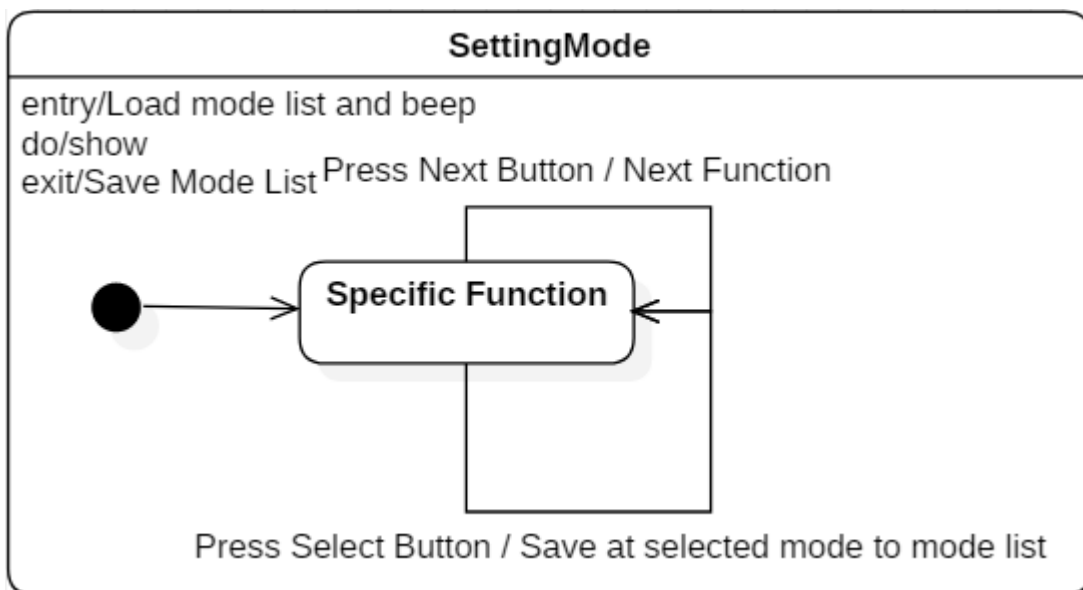 SettingMode
entry/Load mode list and beep
do/show
exit/Save Mode List
Press Next Button / Next Function
Specific Function
Press Select Button / Save at selected mode to mode list